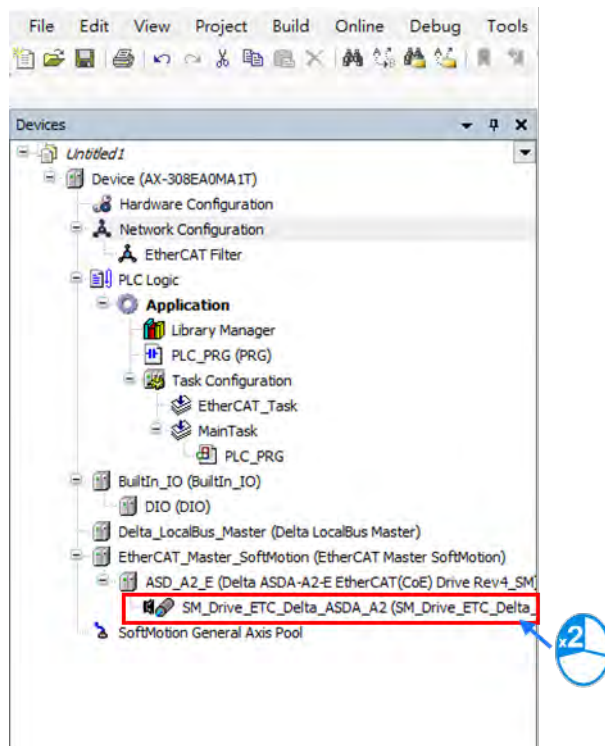 File Edit View Project Build Online Debug Tools
Devices
Untitled1
Device (AX-308EA0MA1T)
Hardware Configuration
Network Configuration
EtherCAT Filter
PLC Logic
Application
Library Manager
PLC_PRG (PRG)
Task Configuration
EtherCAT_Task
MainTask
PLC_PRG
BuiltIn_IO (BuiltIn_IO)
DIO (DIO)
Delta_LocalBus_Master (Delta LocalBus Master)
EtherCAT_Master_SoftMotion (EtherCAT Master SoftMotion)
ASD_A2_E (Delta ASDA-A2-E EtherCAT(CoE) Drive Rev4_SM)
SM_Drive_ETC_Delta_ASDA_A2 (SM_Drive_ETC_Delta_
x2
SoftMotion General Axis Pool